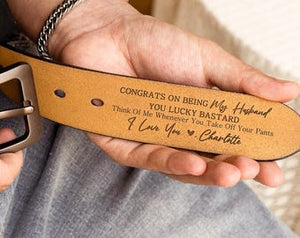 CONGRATS ON BEING My Husband
YOU LUCKY BASTARD
Think Of Me Whenever You Take Off Your Pants
I Love You ♥ Charlotte